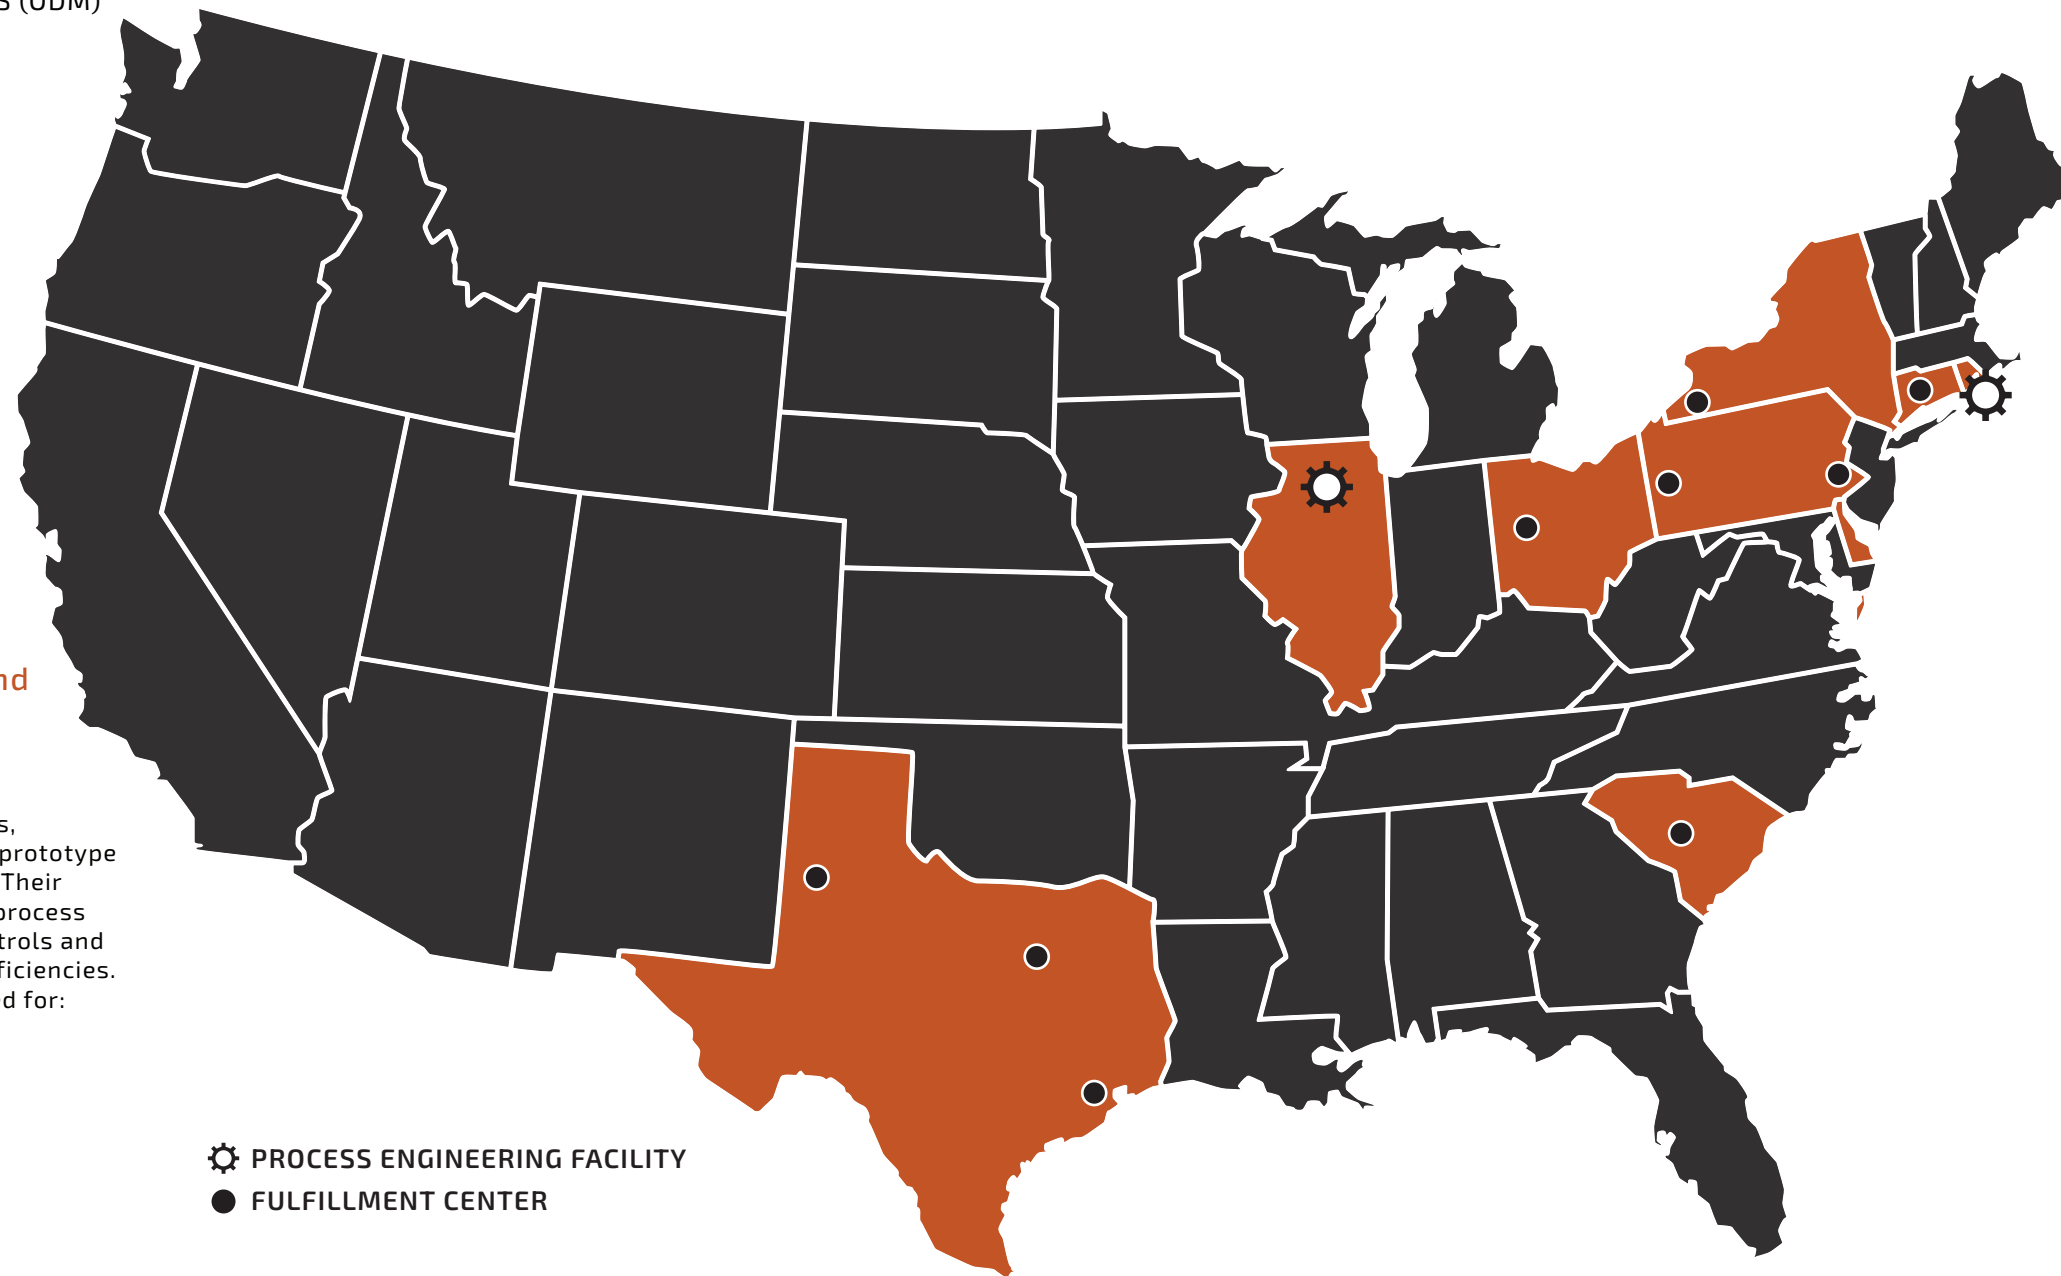 (ODM)
nd
s,
prototype
Their
process
trols and
ficiencies.
d for:
PROCESS ENGINEERING FACILITY
FULFILLMENT CENTER